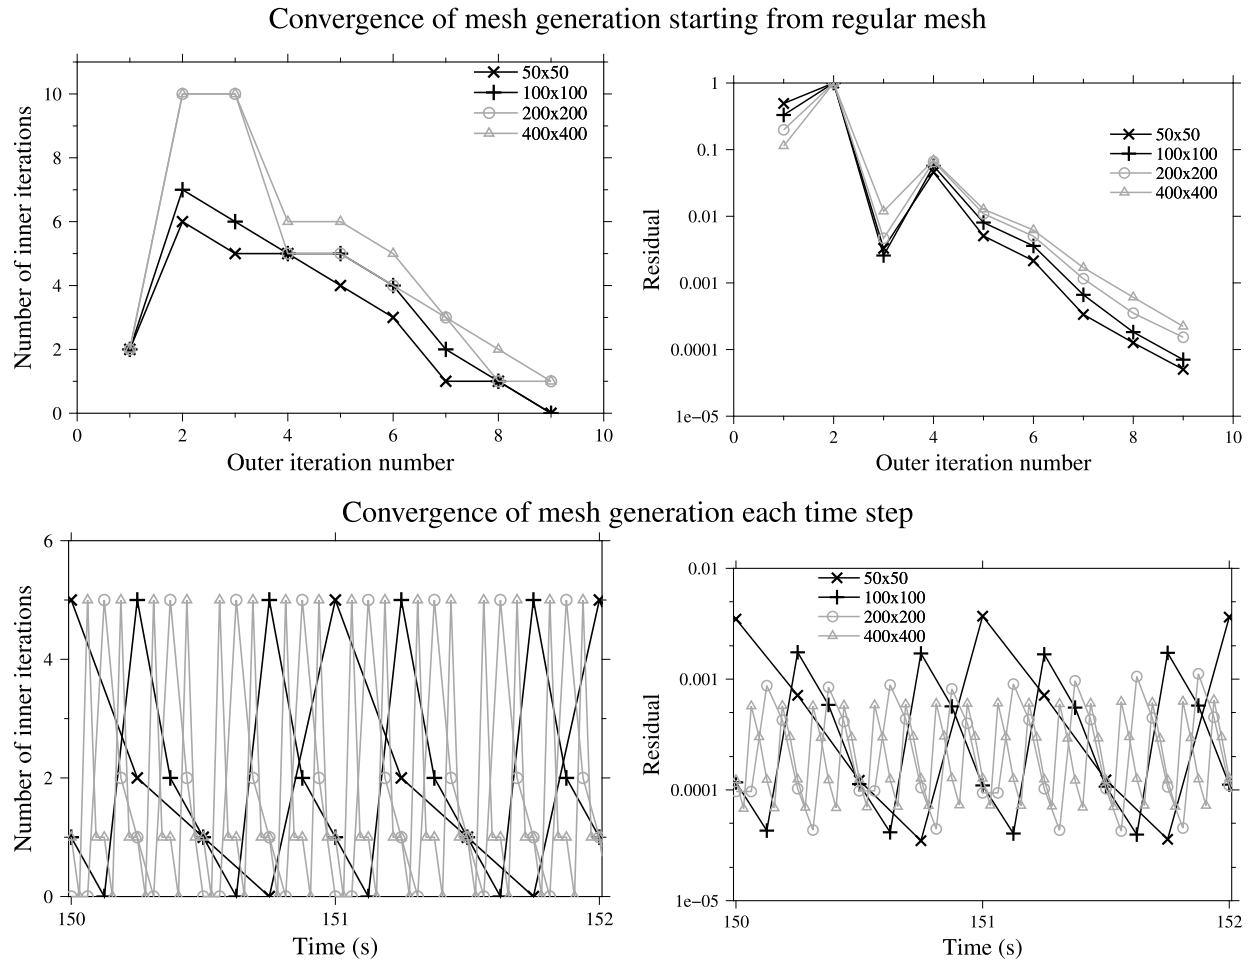 Convergence of mesh generation starting from regular mesh
Number of inner iterations
10
8
6
4
2
0
0
2
4
6
8
10
Outer iteration number
50x50
100x100
200x200
400x400
Residual
1
0.1
0.01
0.001
0.0001
1e-05
0
2
4
6
8
10
Outer iteration number
50x50
100x100
200x200
400x400
Convergence of mesh generation each time step
Number of inner iterations
6
4
2
0
150
151
152
Time (s)
Residual
0.01
0.001
0.0001
1e-05
150
151
152
Time (s)
50x50
100x100
200x200
400x400